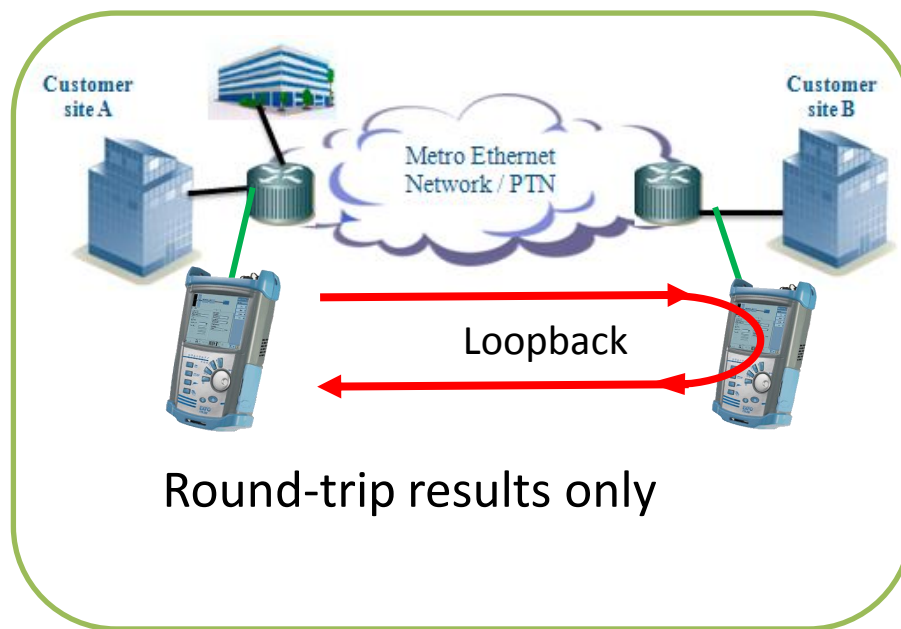 Customer
site A
Customer
site B
Metro Ethernet
Network / PTN
Loopback
Round-trip results only